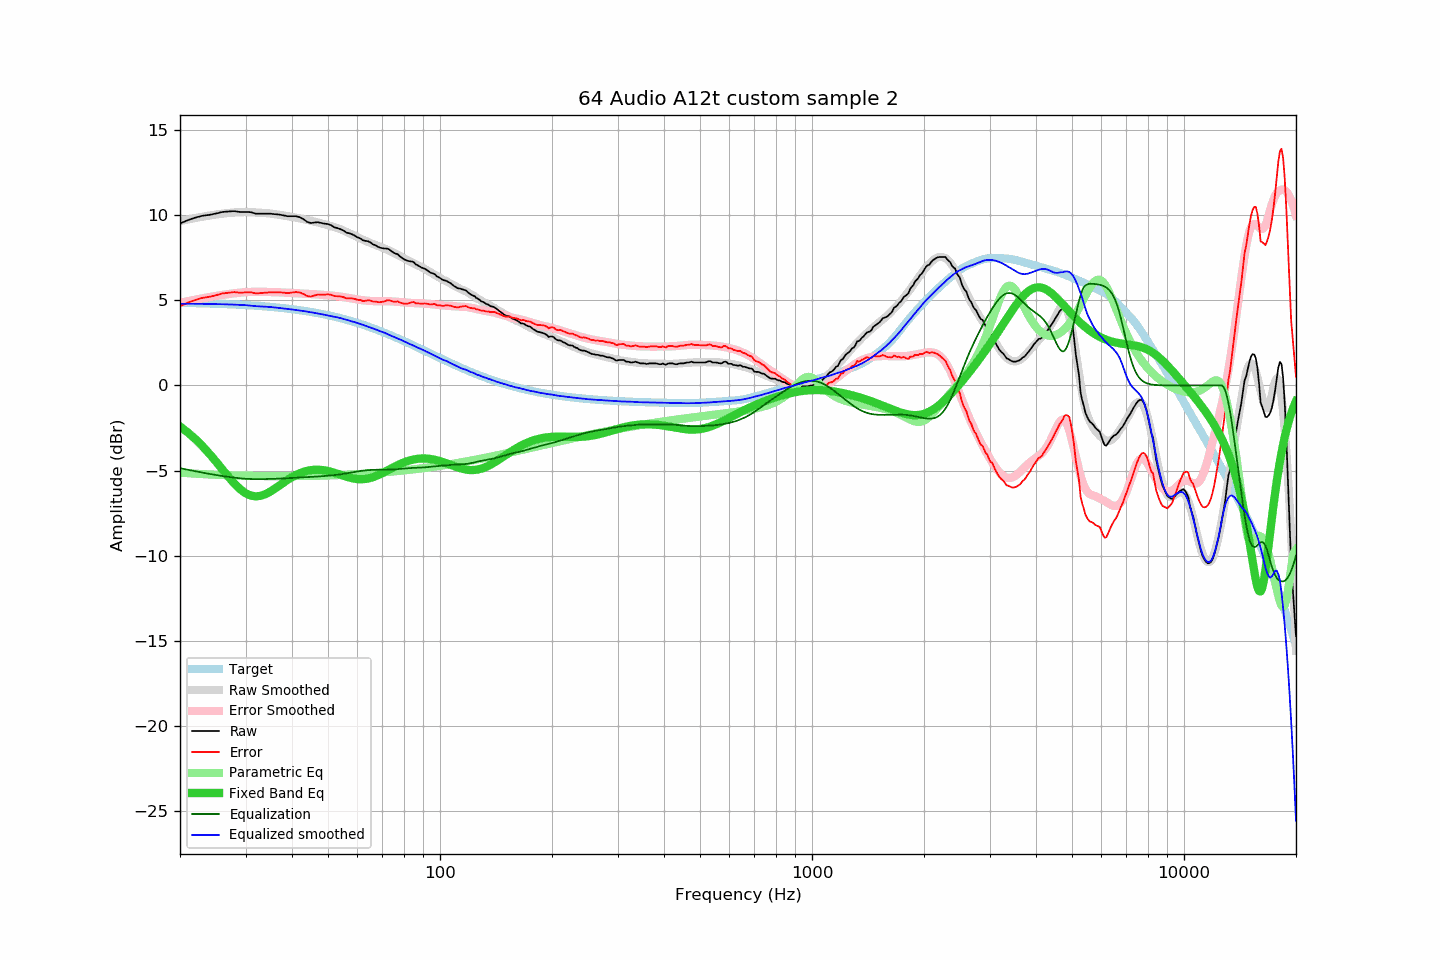 64 Audio A12t custom sample 2
15
10
5
0
−5
−10
−15
−20
−25
Amplitude (dBr)
Target
Raw Smoothed
Error Smoothed
Raw
Error
Parametric Eq
Fixed Band Eq
Equalization
Equalized smoothed
100
1000
10000
Frequency (Hz)